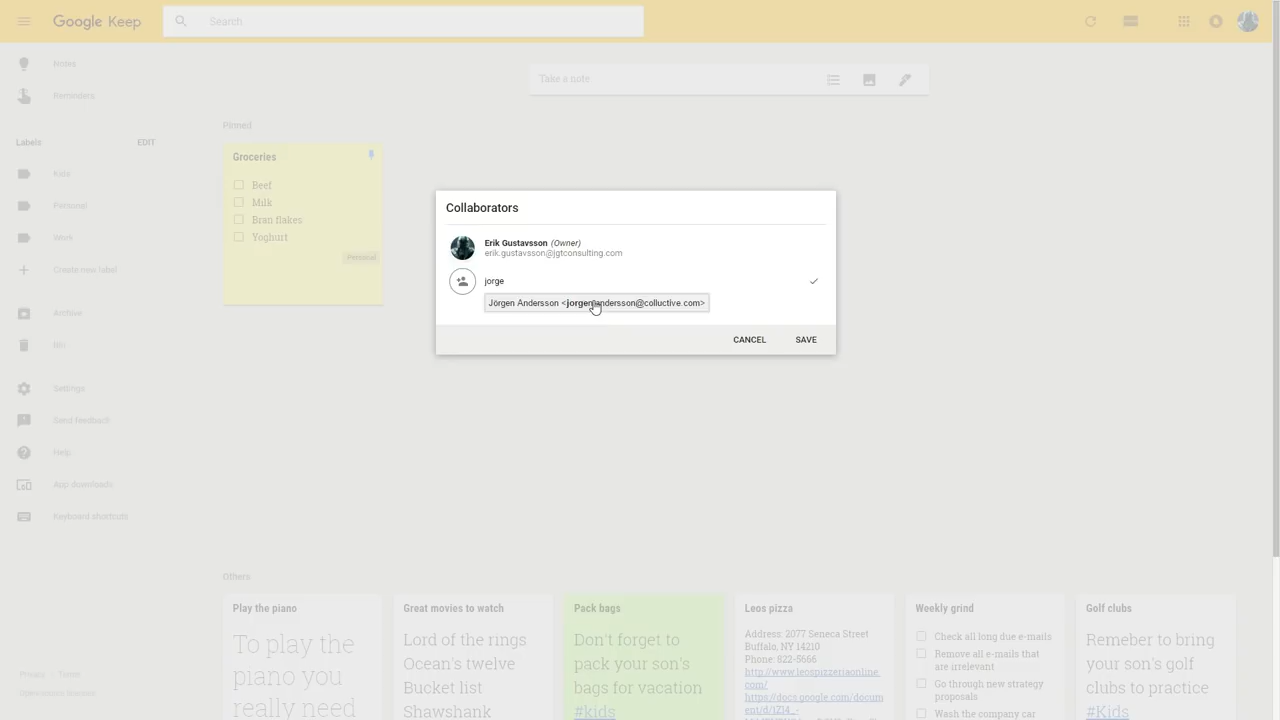 Google Keep
Search
Notes
Reminders
Labels
EDIT
Personal
Work
Create new label
Archive
Bin
Settings
Send feedback
Help
App downloads
Keyboard shortcuts
Privacy · Terms
Open-source licenses
Take a note
Pinned
Groceries
Beef
Milk
Bran flakes
Yoghurt
Personal
Collaborators
Erik Gustavsson (Owner)
erik.gustavsson@jgtconsulting.com
jorge
Jörgen Andersson <jorgen.andersson@colluctive.com>
CANCEL
SAVE
Others
Play the piano
To play the
piano you
really need
Great movies to watch
Lord of the rings
Ocean's twelve
Bucket list
Shawshank
Pack bags
Don't forget to
pack your son's
bags for vacation
#kids
Leos pizza
Address: 2077 Seneca Street
Buffalo, NY 14210
Phone: 822-5666
http://www.leospizzeriaonline.
com/
https://docs.google.com/docum
Weekly grind
Check all long due e-mails
Remove all e-mails that
are irrelevant
Go through new strategy
proposals
Wash the company car
Golf clubs
Remeber to bring
your son's golf
clubs to practice
#Kids